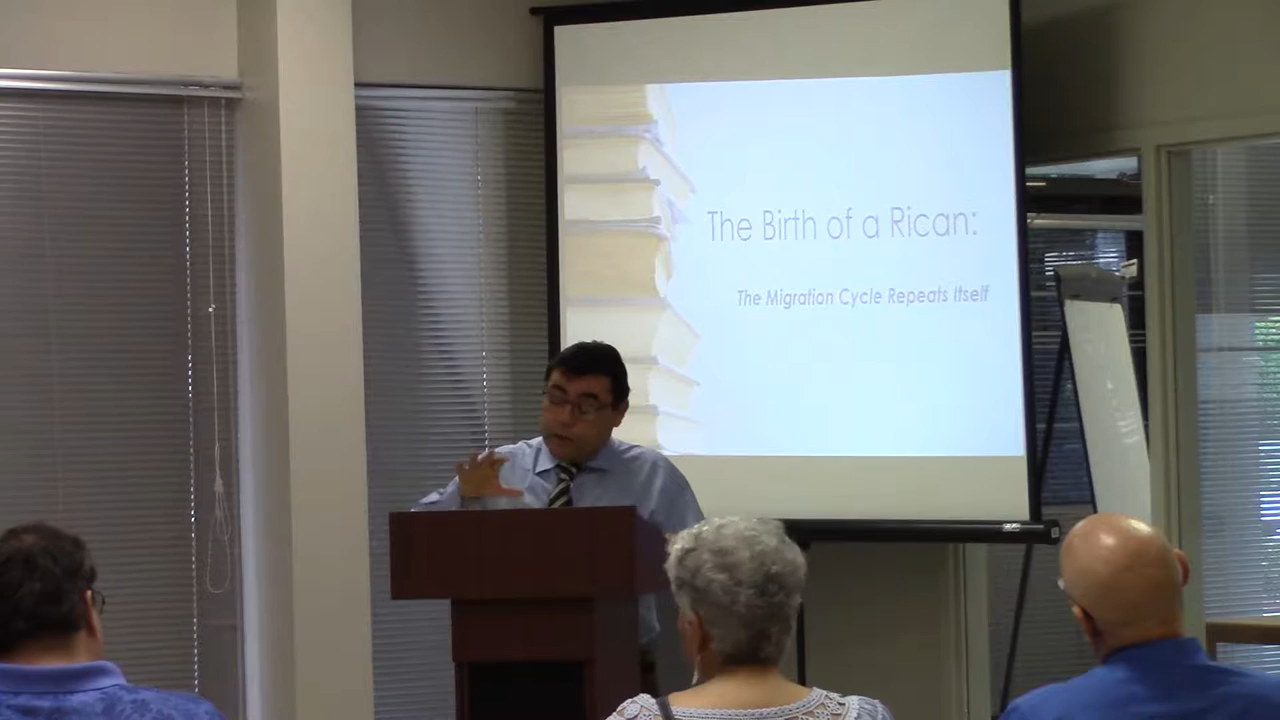 The Birth of a Rican:
The Migration Cycle Repeats Itself